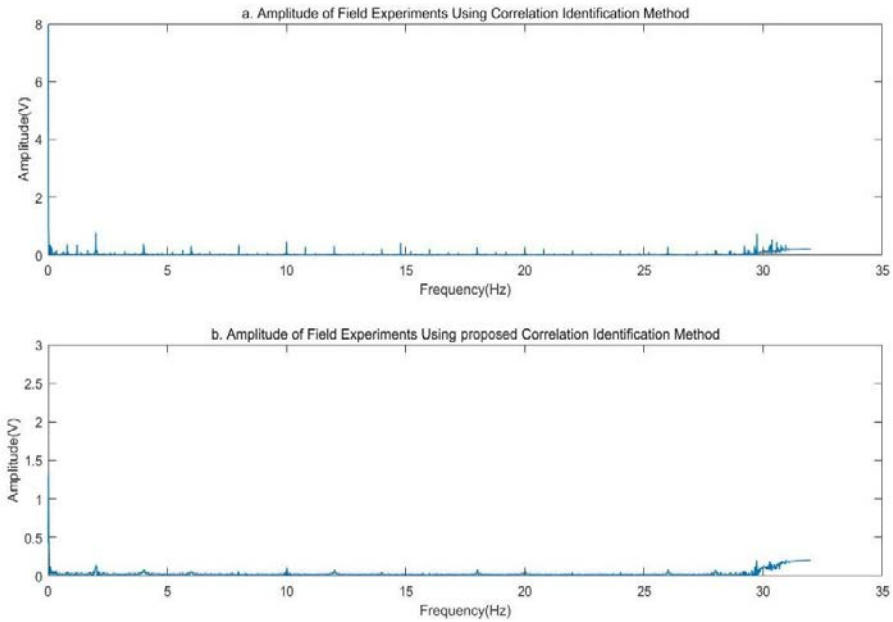 a. Amplitude of Field Experiments Using Correlation Identification Method
8
6
4
2
0
Amplitude(V)
0 5 10 15 20 25 30 35
Frequency(Hz)
b. Amplitude of Field Experiments Using proposed Correlation Identification Method
3
2.5
2
1.5
1
0.5
0
Amplitude(V)
0 5 10 15 20 25 30 35
Frequency(Hz)